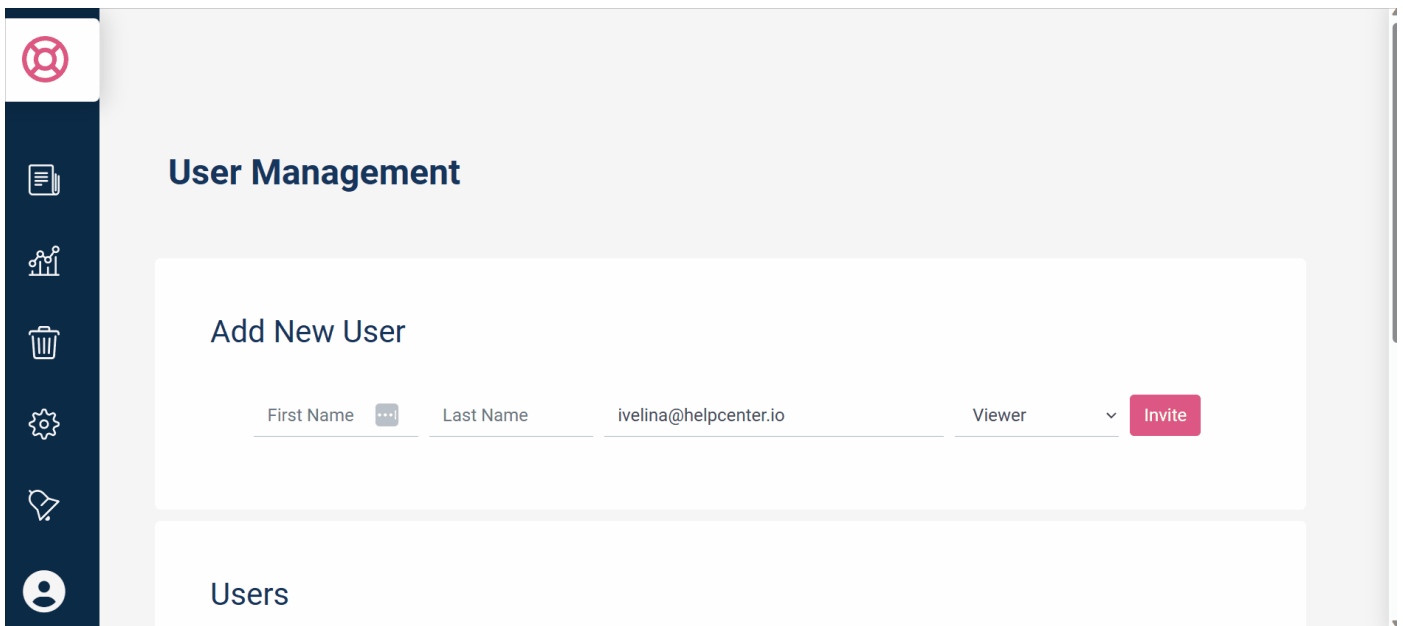 User Management
Add New User
First Name Last Name ivelina@helpcenter.io Viewer Invite
Users